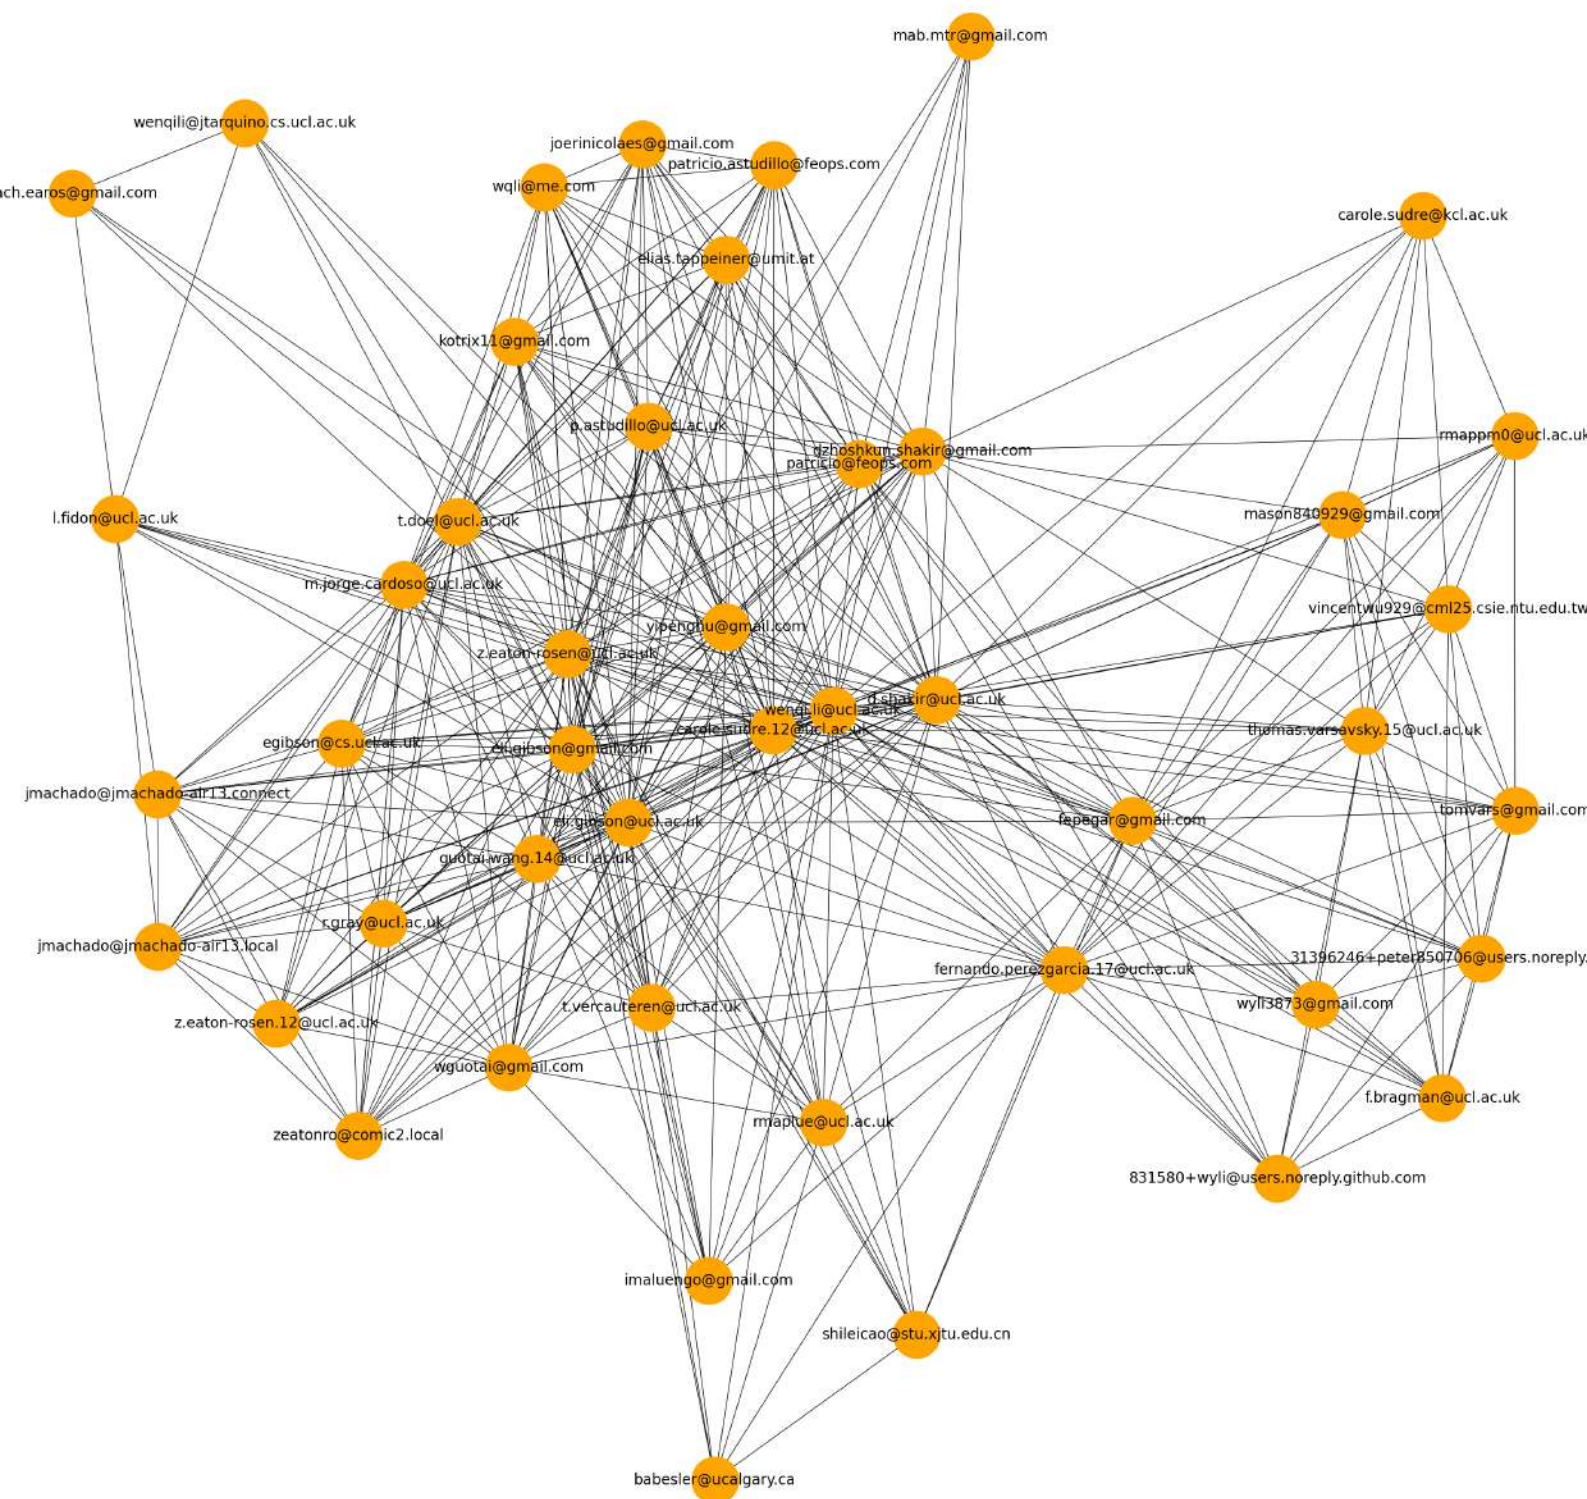 mab.mtr@gmail.com
wenqili@jtarquino.cs.ucl.ac.uk
joerinicolaes@gmail.com
patricio.astudillo@feops.com
wqli@me.com
ach.earos@gmail.com
carole.sudre@kcl.ac.uk
elias.tappeiner@umit.at
kotrix11@gmail.com
p.astudillo@ucl.ac.uk
rmappm0@ucl.ac.uk
dzhoshkun.shakir@gmail.com
patricio@feops.com
mason840929@gmail.com
l.fidon@ucl.ac.uk
t.doel@ucl.ac.uk
m.jorge.cardoso@ucl.ac.uk
vincentwu929@cml25.csie.ntu.edu.tw
yipenghu@gmail.com
z.eaton-rosen@ucl.ac.uk
d.shakir@ucl.ac.uk
wenqi.li@ucl.ac.uk
carole.sudre.12@ucl.ac.uk
thomas.varsavsky.15@ucl.ac.uk
egibson@cs.ucl.ac.uk
eli.gibson@gmail.com
jmachado@jmachado-air13.connect
tomvars@gmail.com
eli.gibson@ucl.ac.uk
fepegar@gmail.com
guotai.wang.14@ucl.ac.uk
r.gray@ucl.ac.uk
jmachado@jmachado-air13.local
31396246+peter850706@users.noreply.
fernando.perezgarcia.17@ucl.ac.uk
wyli3873@gmail.com
t.vercauteren@ucl.ac.uk
z.eaton-rosen.12@ucl.ac.uk
wguotai@gmail.com
f.bragman@ucl.ac.uk
rmaplue@ucl.ac.uk
zeatonro@comic2.local
831580+wyli@users.noreply.github.com
imaluengo@gmail.com
shileicao@stu.xjtu.edu.cn
babesler@ucalgary.ca